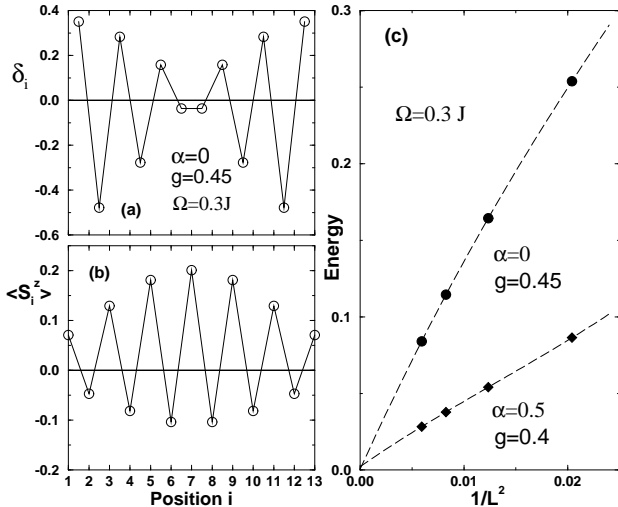 0.4
0.2
0.0
-0.2
-0.4
-0.6
δi
α=0
g=0.45
(a)
Ω=0.3J
0.2
0.1
0.0
-0.1
-0.2
<S_i^z>
(b)
1 2 3 4 5 6 7 8 9 10 11 12 13
Position i
0.3
0.2
0.1
0.0
Energy
(c)
Ω=0.3 J
α=0
g=0.45
α=0.5
g=0.4
0.00 0.01 0.02
1/L²